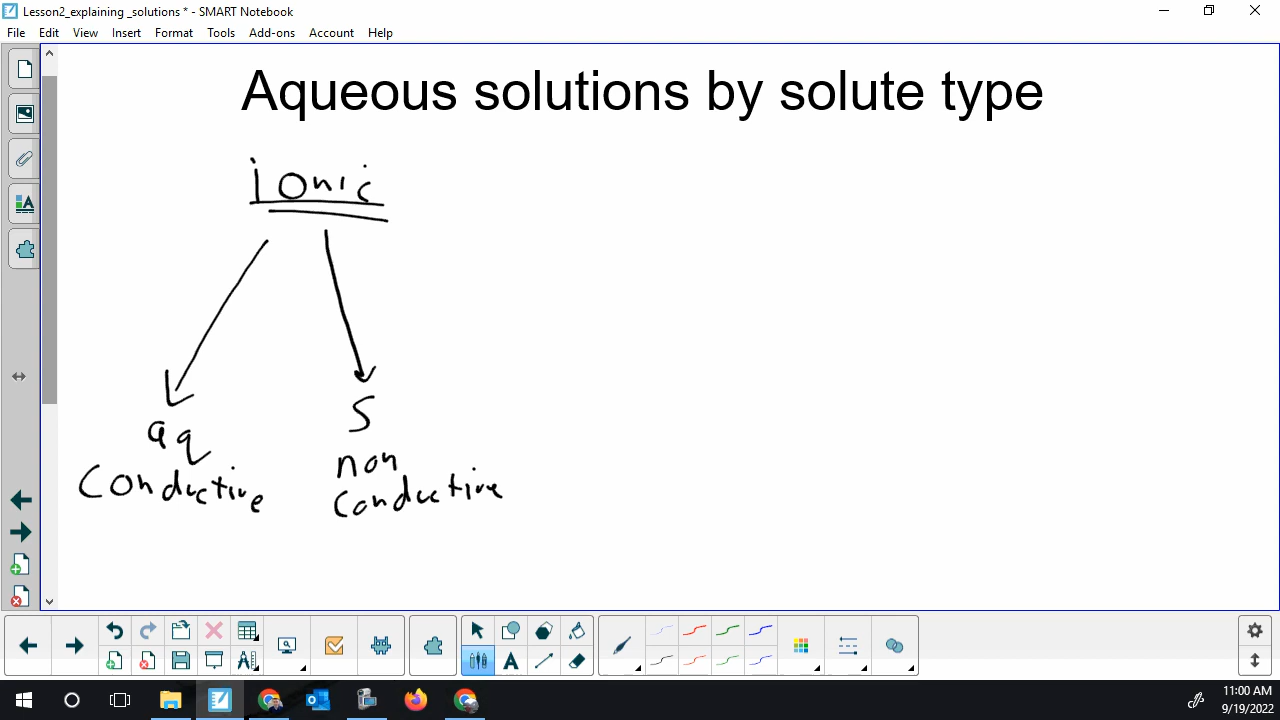 Lesson2_explaining _solutions * - SMART Notebook
File Edit View Insert Format Tools Add-ons Account Help
Aqueous solutions by solute type
ionic
aq
Conductive
S
non
Conductive
11:00 AM
9/19/2022